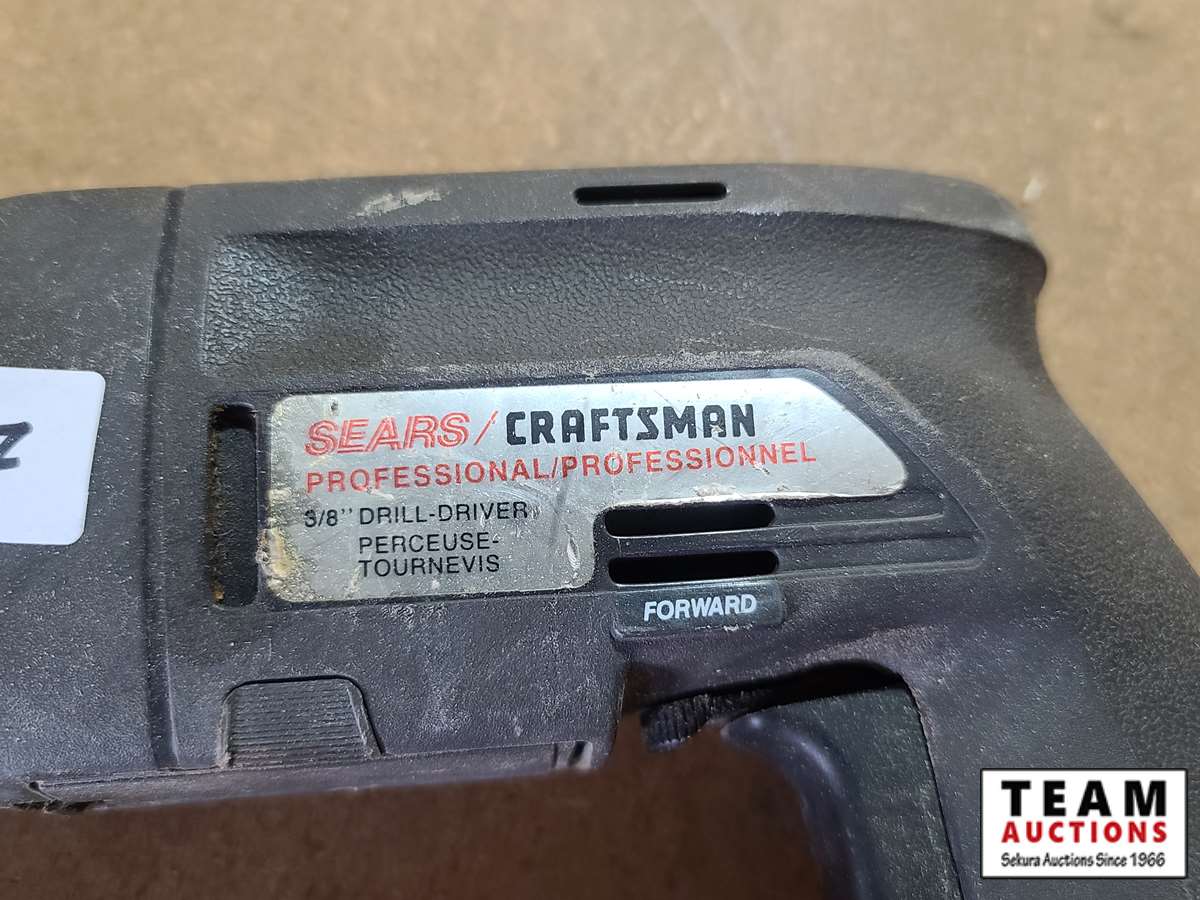 SEARS/CRAFTSMAN
PROFESSIONAL/PROFESSIONNEL
3/8" DRILL-DRIVER
PERCEUSE-
TOURNEVIS
FORWARD
TEAM
AUCTIONS
Sekura Auctions Since 1966